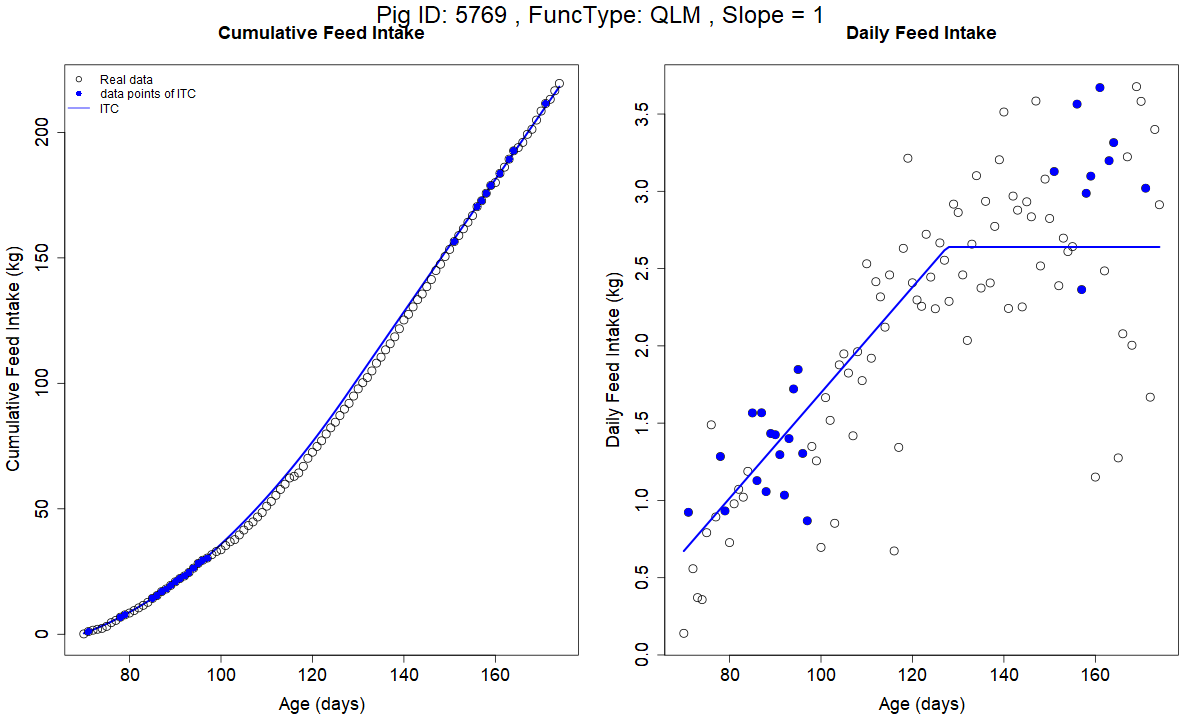 Pig ID: 5769 , FuncType: QLM , Slope = 1
Cumulative Feed Intake
Daily Feed Intake
Real data
data points of ITC
ITC
Cumulative Feed Intake (kg)
0
50
100
150
200
80
100
120
140
160
Age (days)
Daily Feed Intake (kg)
0.0
0.5
1.0
1.5
2.0
2.5
3.0
3.5
80
100
120
140
160
Age (days)